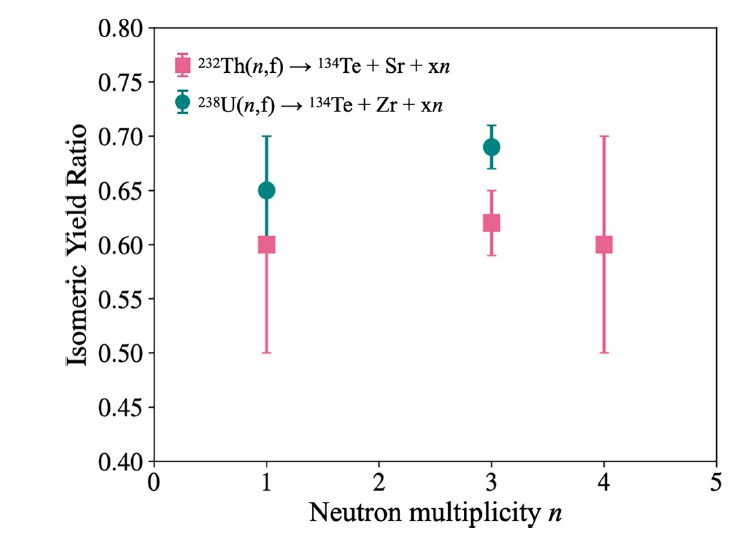 0.80
0.75
0.70
0.65
0.60
0.55
0.50
0.45
0.40
Isomeric Yield Ratio
²³²Th(n,f) → ¹³⁴Te + Sr + xn
²³⁸U(n,f) → ¹³⁴Te + Zr + xn
0 1 2 3 4 5
Neutron multiplicity n